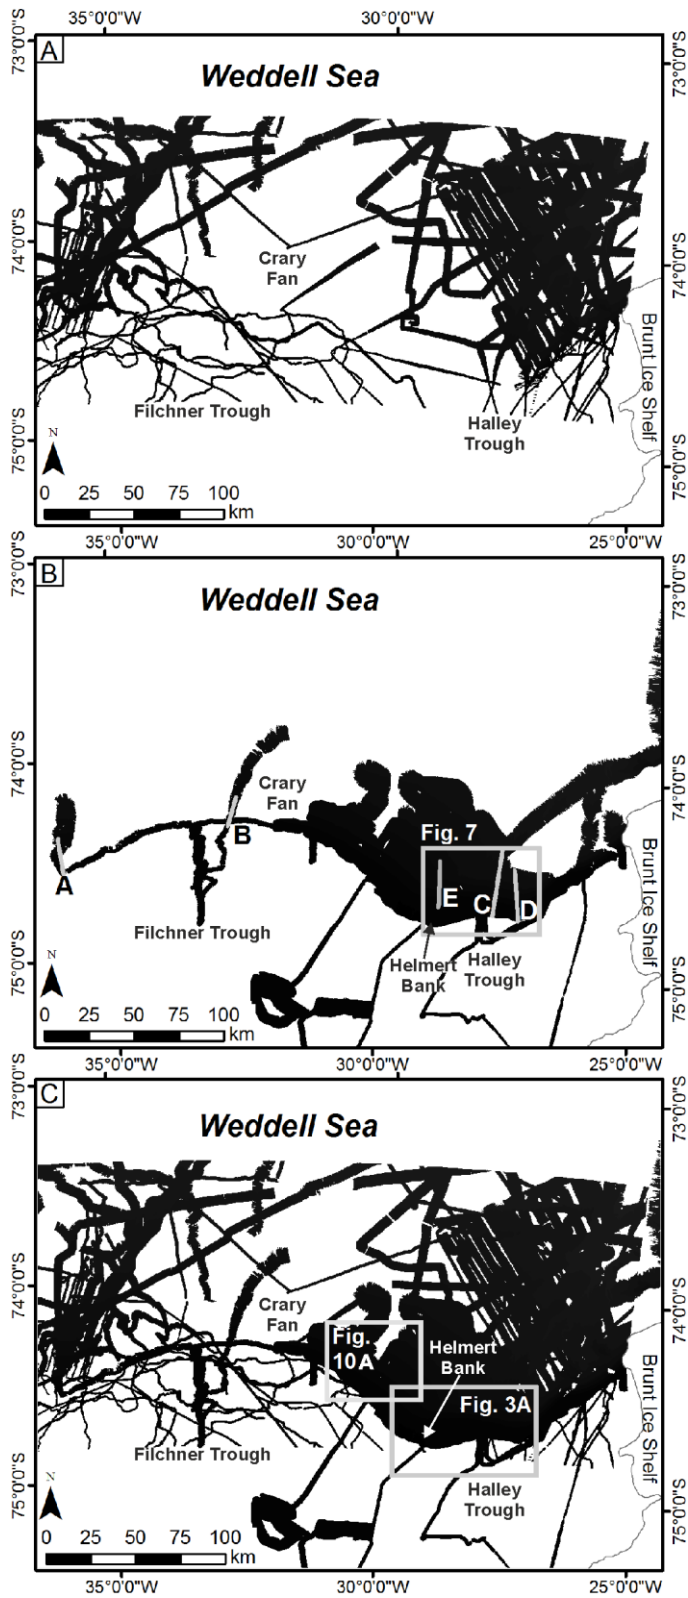 35°0'0"W 30°0'0"W
73°0'0"S
73°0'0"S
A
Weddell Sea
74°0'0"S
74°0'0"S
Crary
Fan
Brunt Ice Shelf
Filchner Trough
Halley
Trough
75°0'0"S
75°0'0"S
N
0 25 50 75 100
km
35°0'0"W 30°0'0"W 25°0'0"W
73°0'0"S
73°0'0"S
B
Weddell Sea
74°0'0"S
74°0'0"S
Crary
Fan
Fig. 7
B
A
E C D
Brunt Ice Shelf
Filchner Trough
Helmert
Bank
Halley
Trough
75°0'0"S
75°0'0"S
N
0 25 50 75 100
km
35°0'0"W 30°0'0"W 25°0'0"W
73°0'0"S
73°0'0"S
C
Weddell Sea
74°0'0"S
74°0'0"S
Crary
Fan
Fig.
10A
Helmert
Bank
Fig. 3A
Brunt Ice Shelf
Filchner Trough
Halley
Trough
75°0'0"S
75°0'0"S
N
0 25 50 75 100
km
35°0'0"W 30°0'0"W 25°0'0"W